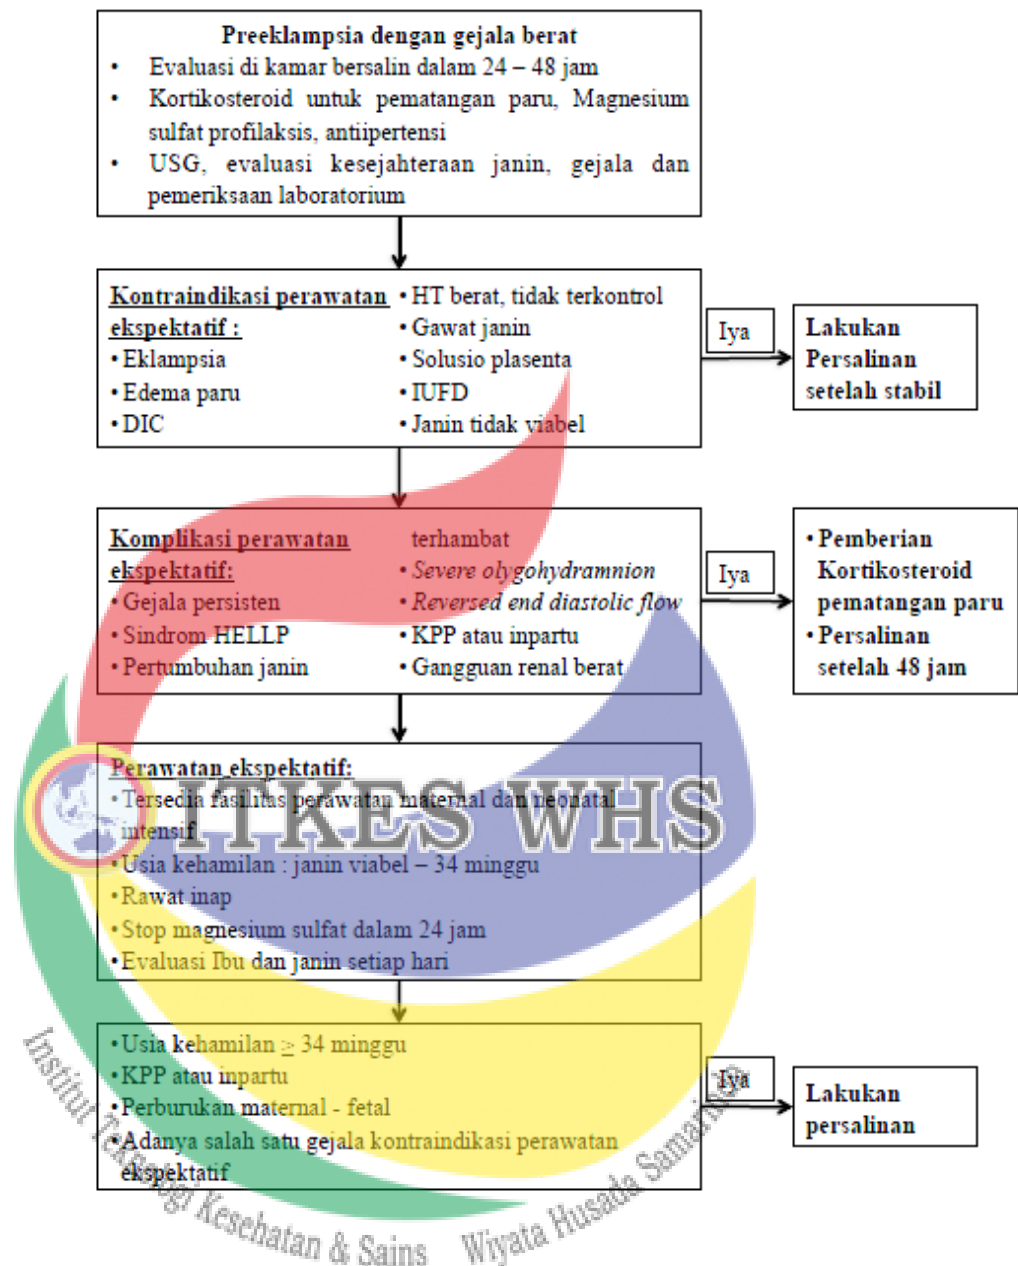 Preeklampsia dengan gejala berat
• Evaluasi di kamar bersalin dalam 24 – 48 jam
• Kortikosteroid untuk pematangan paru, Magnesium
sulfat profilaksis, antiipertensi
• USG, evaluasi kesejahteraan janin, gejala dan
pemeriksaan laboratorium
Kontraindikasi perawatan
ekspektatif :
• Eklampsia
• Edema paru
• DIC
• HT berat, tidak terkontrol
• Gawat janin
• Solusio plasenta
• IUFD
• Janin tidak viabel
Iya
Lakukan
Persalinan
setelah stabil
Komplikasi perawatan
ekspektatif:
• Gejala persisten
• Sindrom HELLP
• Pertumbuhan janin
terhambat
• Severe olygohydramnion
• Reversed end diastolic flow
• KPP atau inpartu
• Gangguan renal berat
Iya
• Pemberian
Kortikosteroid
pematangan paru
• Persalinan
setelah 48 jam
Perawatan ekspektatif:
• Tersedia fasilitas perawatan maternal dan neonatal
intensif
• Usia kehamilan : janin viabel – 34 minggu
• Rawat inap
• Stop magnesium sulfat dalam 24 jam
• Evaluasi Ibu dan janin setiap hari
ITKES WHS
• Usia kehamilan ≥ 34 minggu
• KPP atau inpartu
• Perburukan maternal - fetal
• Adanya salah satu gejala kontraindikasi perawatan
ekspektatif
Iya
Lakukan
persalinan
Institut Teknologi Kesehatan & Sains Wiyata Husada Samarinda